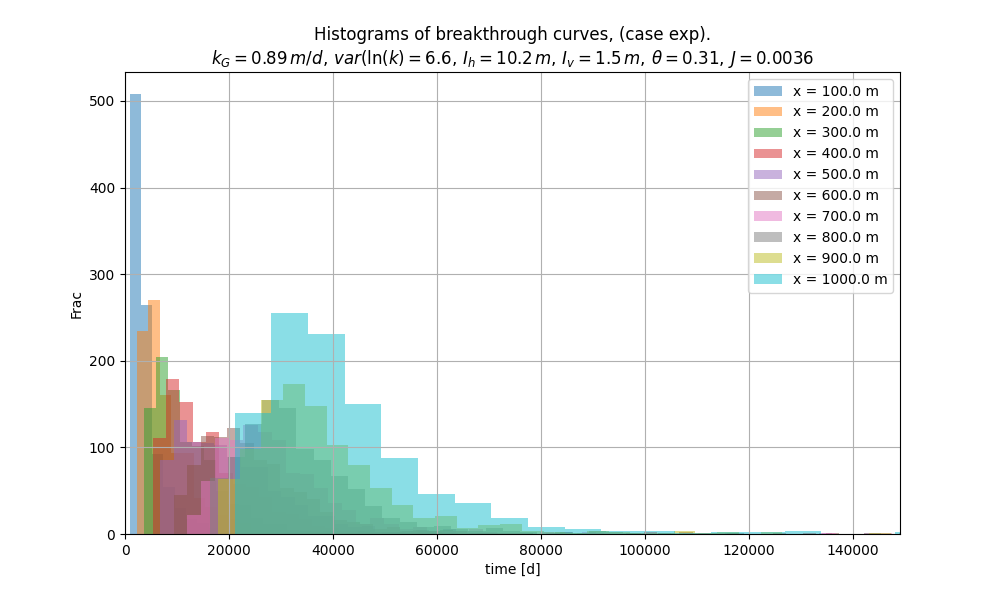 Histograms of breakthrough curves, (case exp).
k_G = 0.89 m/d, var(ln(k) = 6.6, I_h = 10.2 m, I_v = 1.5 m, θ = 0.31, J = 0.0036
Frac
500
400
300
200
100
0
x = 100.0 m
x = 200.0 m
x = 300.0 m
x = 400.0 m
x = 500.0 m
x = 600.0 m
x = 700.0 m
x = 800.0 m
x = 900.0 m
x = 1000.0 m
0 20000 40000 60000 80000 100000 120000 140000
time [d]